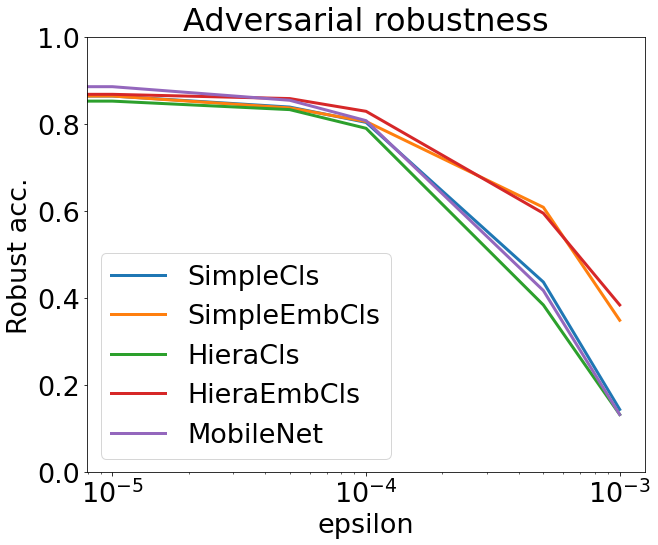 Adversarial robustness
Robust acc.
1.0
0.8
0.6
0.4
0.2
0.0
SimpleCls
SimpleEmbCls
HieraCls
HieraEmbCls
MobileNet
10⁻⁵ 10⁻⁴ 10⁻³
epsilon